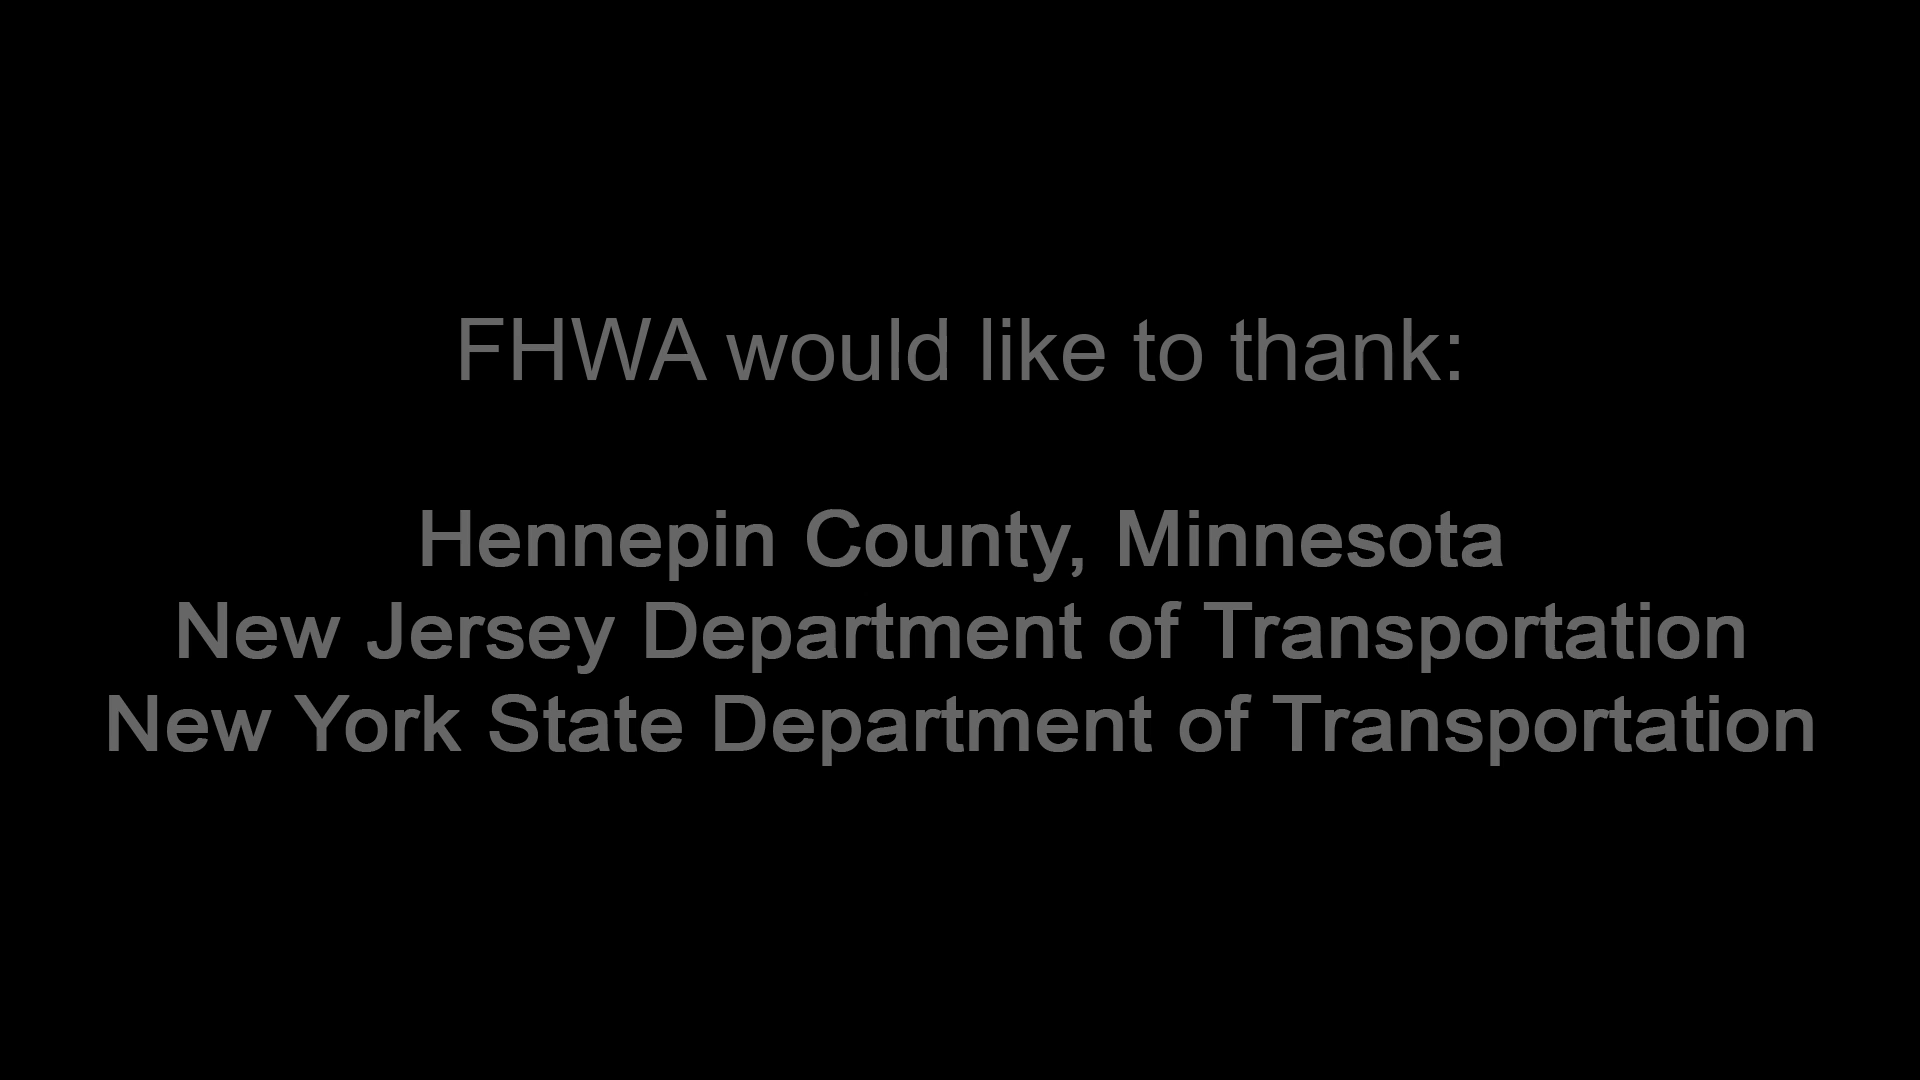 FHWA would like to thank:
Hennepin County, Minnesota
New Jersey Department of Transportation
New York State Department of Transportation